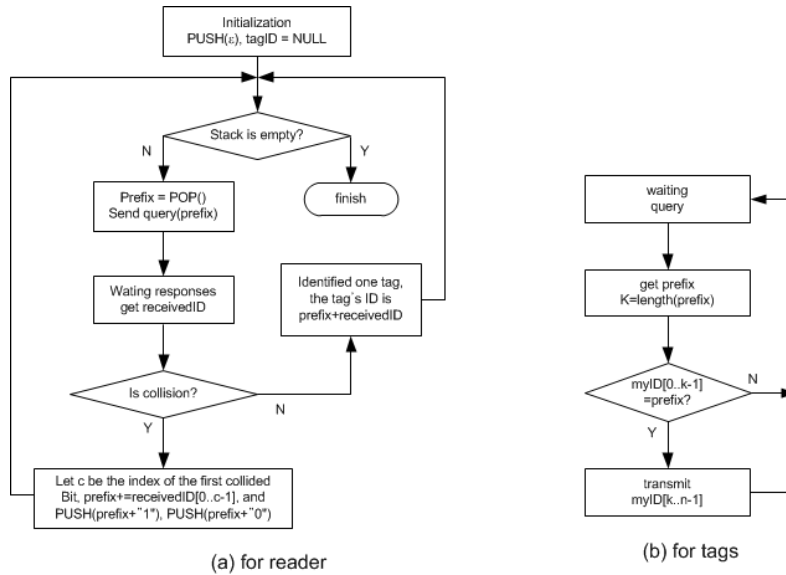 Initialization
PUSH(ε), tagID = NULL
Stack is empty?
N
Y
Prefix = POP()
Send query(prefix)
finish
Wating responses
get receivedID
Identified one tag,
the tag`s ID is
prefix+receivedID
Is collision?
N
Y
Let c be the index of the first collided
Bit, prefix+=receivedID[0..c-1], and
PUSH(prefix+"1"), PUSH(prefix+"0")
(a) for reader
waiting
query
get prefix
K=length(prefix)
myID[0..k-1]
=prefix?
N
Y
transmit
myID[k..n-1]
(b) for tags